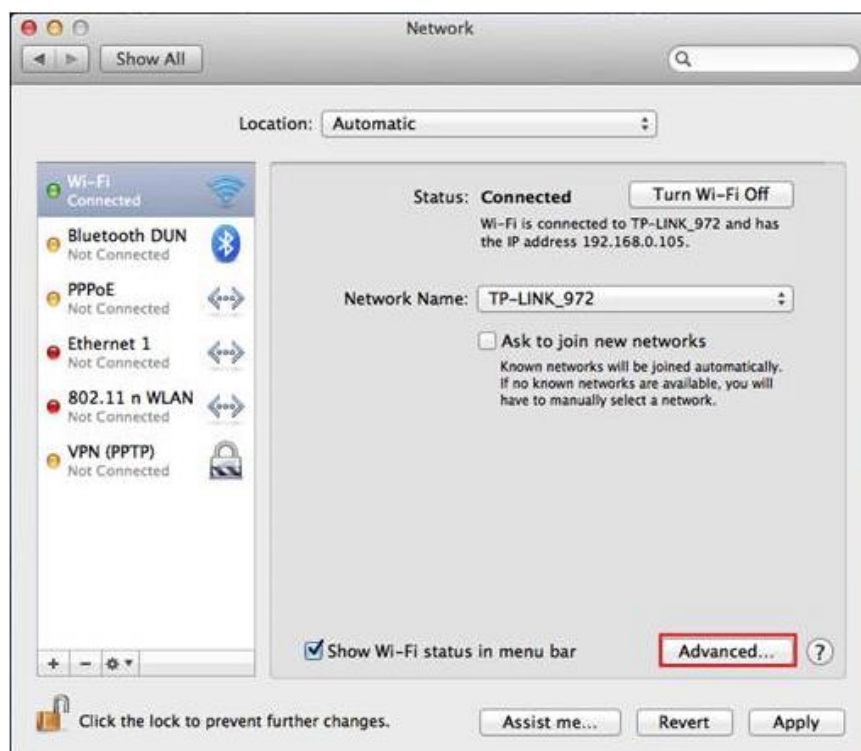 Network
Show All
Location: Automatic
Wi-Fi
Connected
Bluetooth DUN
Not Connected
PPPoE
Not Connected
Ethernet 1
Not Connected
802.11 n WLAN
Not Connected
VPN (PPTP)
Not Connected
Status: Connected Turn Wi-Fi Off
Wi-Fi is connected to TP-LINK_972 and has
the IP address 192.168.0.105.
Network Name: TP-LINK_972
Ask to join new networks
Known networks will be joined automatically.
If no known networks are available, you will
have to manually select a network.
Show Wi-Fi status in menu bar Advanced... ?
Click the lock to prevent further changes. Assist me... Revert Apply